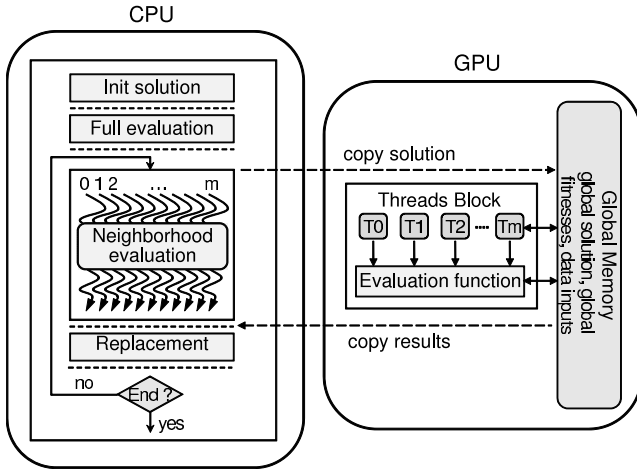 CPU
Init solution
Full evaluation
0 1 2 ... m
Neighborhood
evaluation
Replacement
no
End ?
yes
copy solution
copy results
GPU
Threads Block
T0 T1 T2 Tm
Evaluation function
Global Memory
global solution, global
fitnesses, data inputs